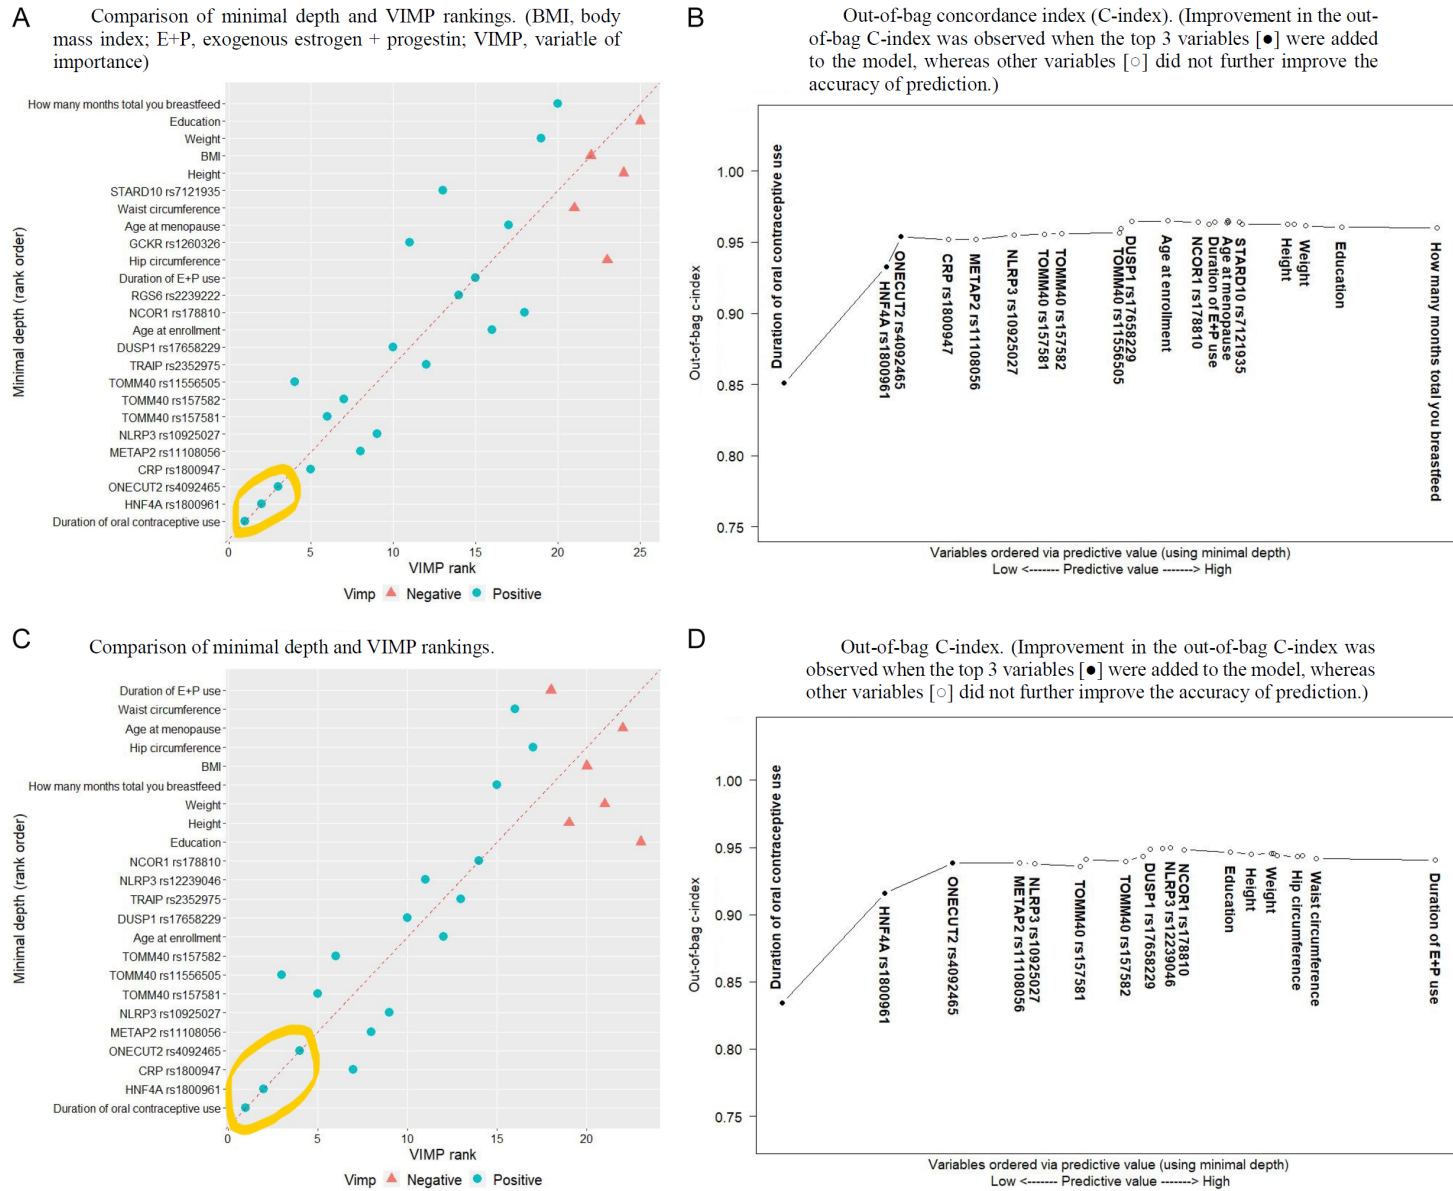 A
Comparison of minimal depth and VIMP rankings. (BMI, body
mass index; E+P, exogenous estrogen + progestin; VIMP, variable of
importance)
Minimal depth (rank order)
How many months total you breastfeed
Education
Weight
BMI
Height
STARD10 rs7121935
Waist circumference
Age at menopause
GCKR rs1260326
Hip circumference
Duration of E+P use
RGS6 rs2239222
NCOR1 rs178810
Age at enrollment
DUSP1 rs17658229
TRAIP rs2352975
TOMM40 rs11556505
TOMM40 rs157582
TOMM40 rs157581
NLRP3 rs10925027
METAP2 rs11108056
CRP rs1800947
ONECUT2 rs4092465
HNF4A rs1800961
Duration of oral contraceptive use
0 5 10 15 20 25
VIMP rank
Vimp Negative Positive
B
Out-of-bag concordance index (C-index). (Improvement in the out-
of-bag C-index was observed when the top 3 variables [●] were added
to the model, whereas other variables [○] did not further improve the
accuracy of prediction.)
Out-of-bag c-index
1.00
0.95
0.90
0.85
0.80
0.75
Duration of oral contraceptive use
HNF4A rs1800961
ONECUT2 rs4092465
CRP rs1800947
METAP2 rs11108056
NLRP3 rs10925027
TOMM40 rs157581
TOMM40 rs157582
TOMM40 rs11556505
DUSP1 rs17658229
Age at enrollment
NCOR1 rs178810
Duration of E+P use
Age at menopause
STARD10 rs7121935
Height
Weight
Education
How many months total you breastfeed
Variables ordered via predictive value (using minimal depth)
Low <------- Predictive value -------> High
C
Comparison of minimal depth and VIMP rankings.
Minimal depth (rank order)
Duration of E+P use
Waist circumference
Age at menopause
Hip circumference
BMI
How many months total you breastfeed
Weight
Height
Education
NCOR1 rs178810
NLRP3 rs12239046
TRAIP rs2352975
DUSP1 rs17658229
Age at enrollment
TOMM40 rs157582
TOMM40 rs11556505
TOMM40 rs157581
NLRP3 rs10925027
METAP2 rs11108056
ONECUT2 rs4092465
CRP rs1800947
HNF4A rs1800961
Duration of oral contraceptive use
0 5 10 15 20
VIMP rank
Vimp Negative Positive
D
Out-of-bag C-index. (Improvement in the out-of-bag C-index was
observed when the top 3 variables [●] were added to the model, whereas
other variables [○] did not further improve the accuracy of prediction.)
Out-of-bag c-index
1.00
0.95
0.90
0.85
0.80
0.75
Duration of oral contraceptive use
HNF4A rs1800961
ONECUT2 rs4092465
METAP2 rs11108056
NLRP3 rs10925027
TOMM40 rs157581
TOMM40 rs157582
DUSP1 rs17658229
NLRP3 rs12239046
NCOR1 rs178810
Education
Height
Weight
Hip circumference
Waist circumference
Duration of E+P use
Variables ordered via predictive value (using minimal depth)
Low <------- Predictive value -------> High